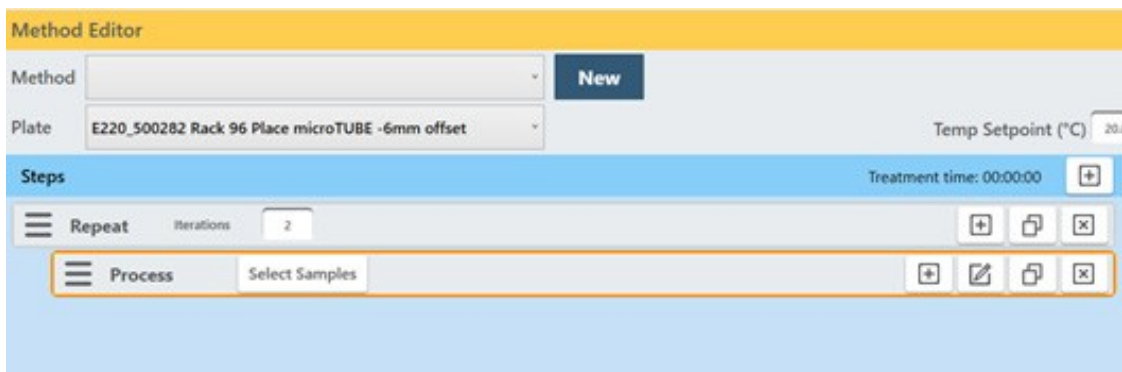 Method Editor
Method New
Plate E220_500282 Rack 96 Place microTUBE -6mm offset Temp Setpoint (°C) 20.
Steps Treatment time: 00:00:00
Repeat Iterations 2
Process Select Samples